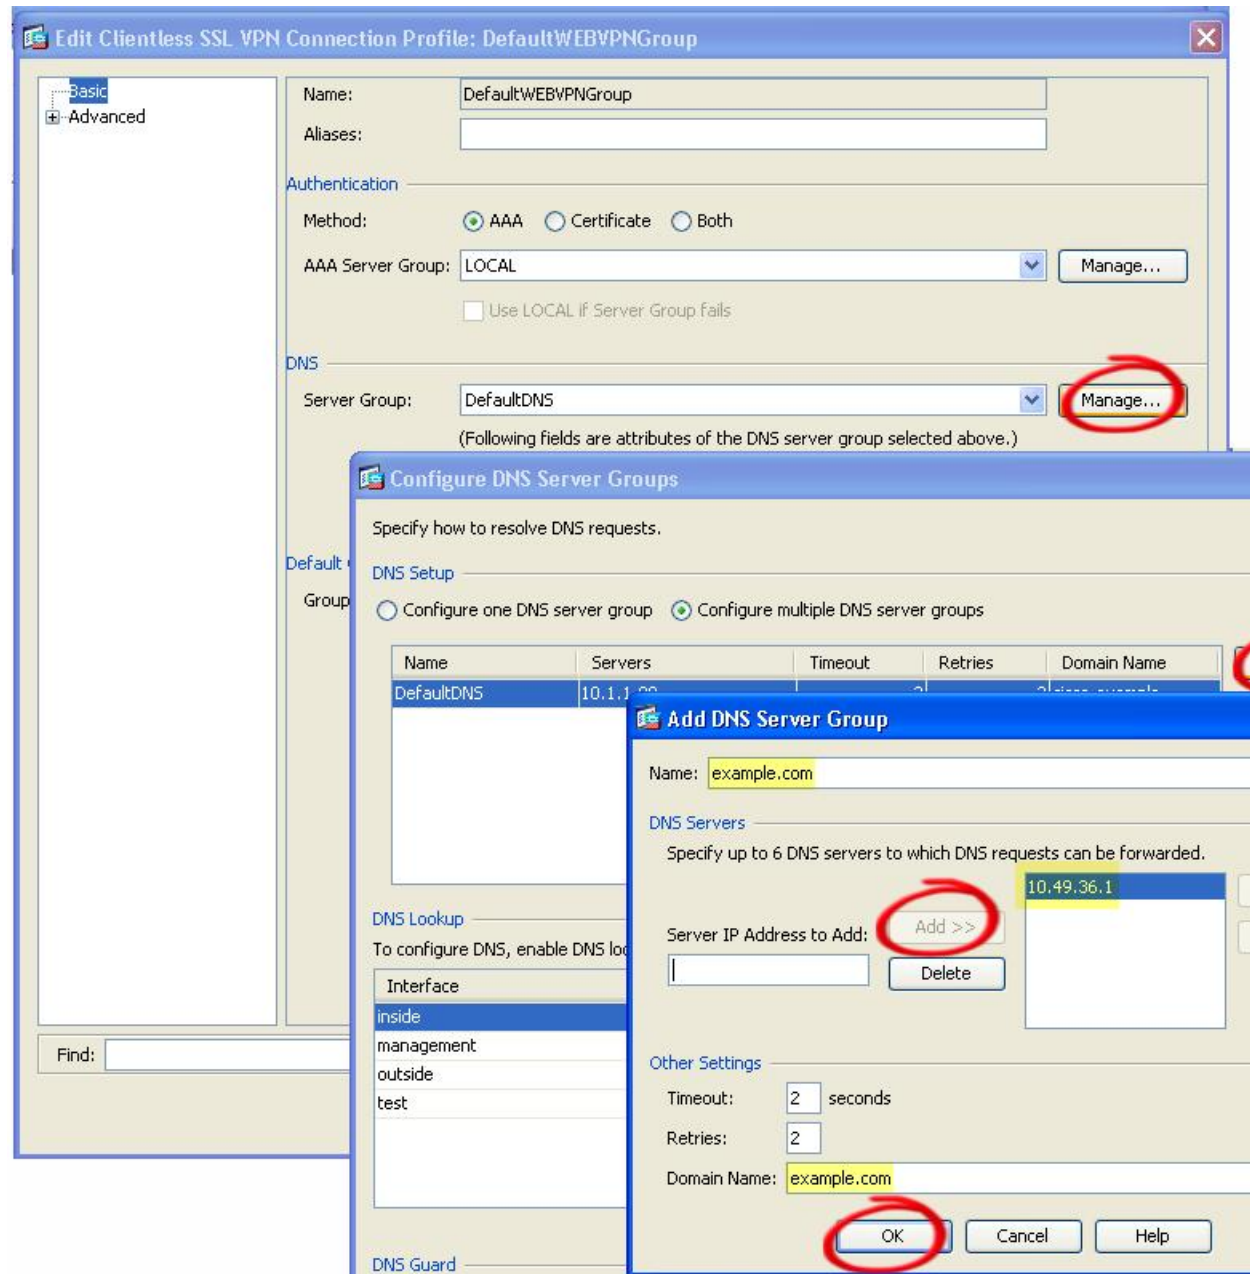 Edit Clientless SSL VPN Connection Profile: DefaultWEBVPNGroup
Basic
Advanced
Name: DefaultWEBVPNGroup
Aliases:
Authentication
Method: AAA Certificate Both
AAA Server Group: LOCAL Manage...
Use LOCAL if Server Group fails
DNS
Server Group: DefaultDNS Manage...
(Following fields are attributes of the DNS server group selected above.)
Default
Group
Find:
Configure DNS Server Groups
Specify how to resolve DNS requests.
DNS Setup
Configure one DNS server group Configure multiple DNS server groups
Name Servers Timeout Retries Domain Name
DefaultDNS
DNS Lookup
To configure DNS, enable DNS
Interface
inside
management
outside
test
DNS Guard
Add DNS Server Group
Name: example.com
DNS Servers
Specify up to 6 DNS servers to which DNS requests can be forwarded.
10.49.36.1
Server IP Address to Add: Add >>
Delete
Other Settings
Timeout: 2 seconds
Retries: 2
Domain Name: example.com
OK Cancel Help